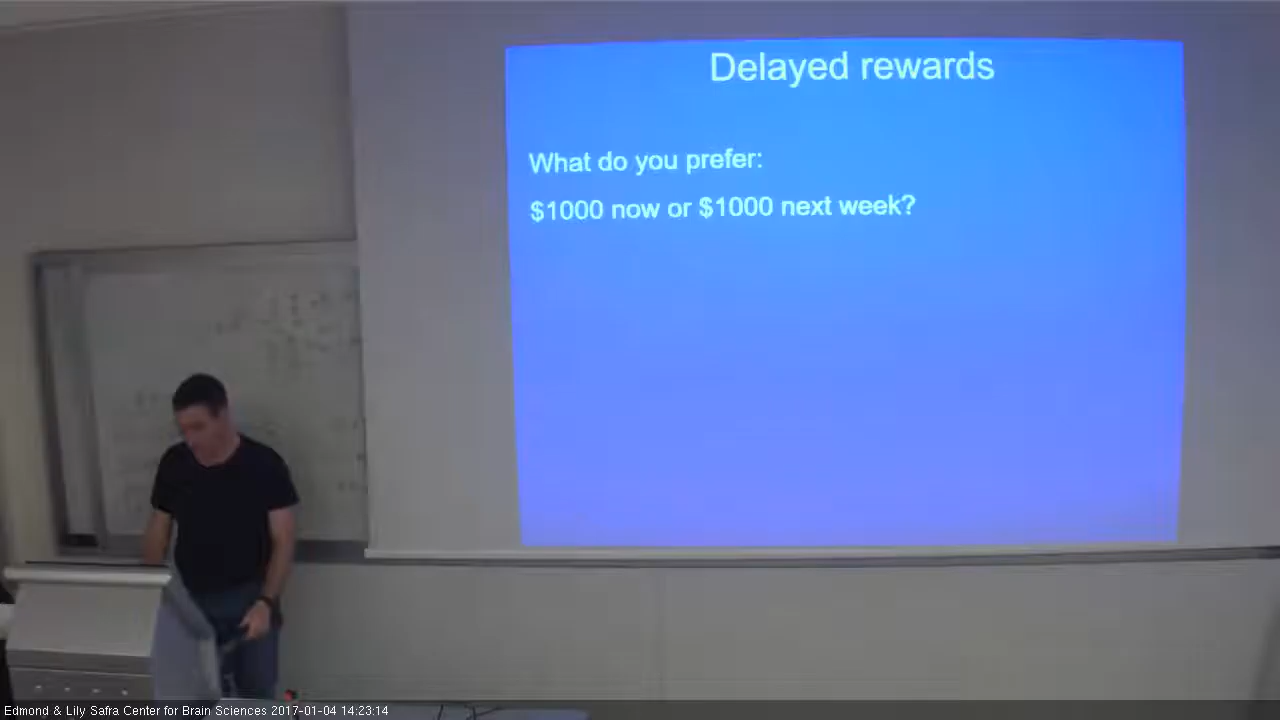 Delayed rewards
What do you prefer:
$1000 now or $1000 next week?
Edmond & Lily Safra Center for Brain Sciences 2017-01-04 14:23:14